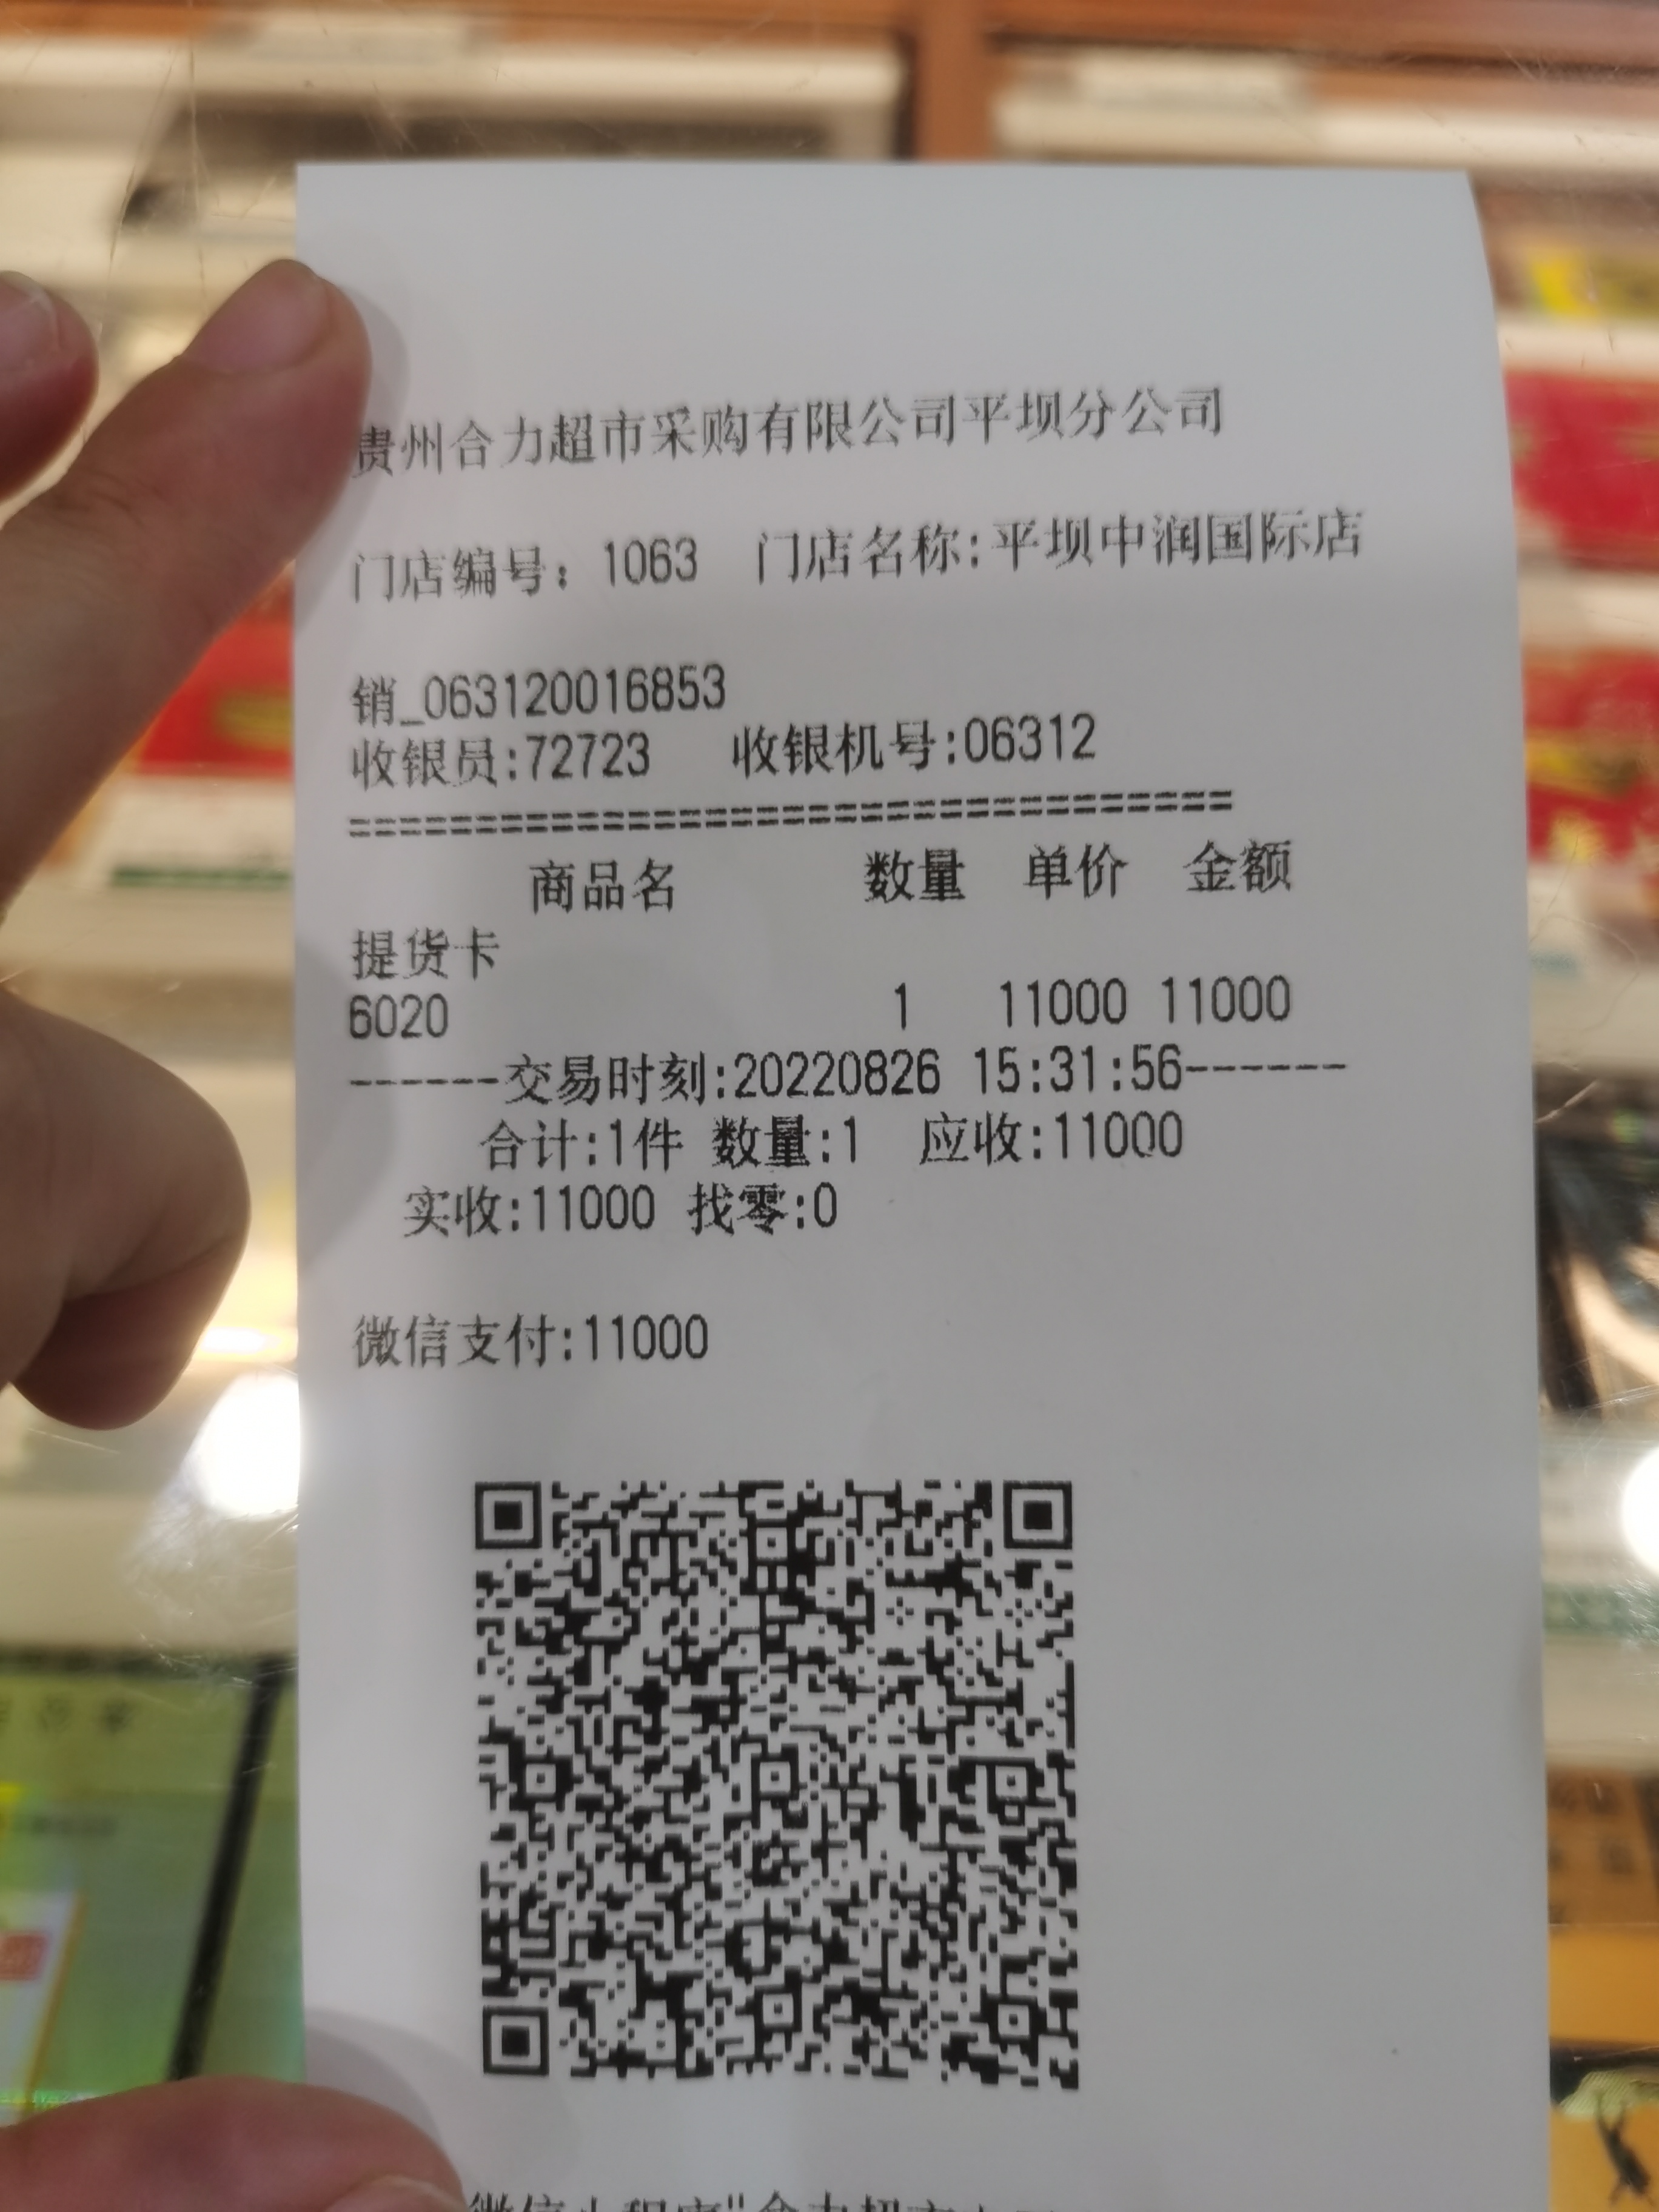 贵州合力超市采购有限公司平坝分公司
门店编号：1063 门店名称:平坝中润国际店
销_063120016853
收银员:72723 收银机号:06312
==================================
商品名 数量 单价 金额
提货卡
6020 1 11000 11000
------交易时刻:20220826 15:31:56------
合计:1件 数量:1 应收:11000
实收:11000 找零:0
微信支付:11000